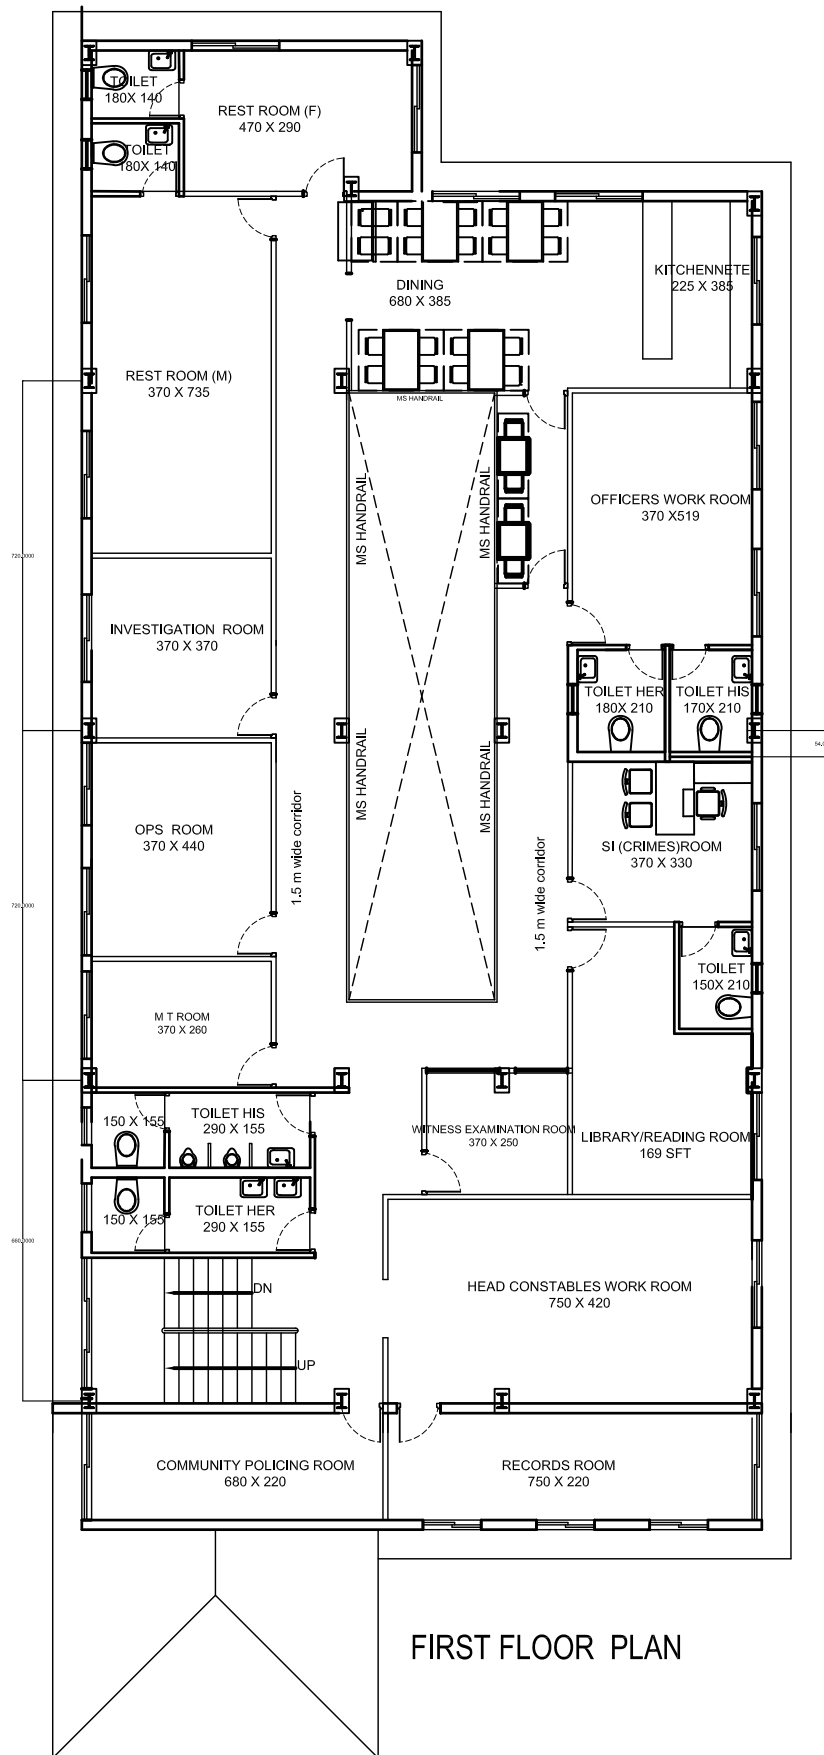 TOILET
180X 140
REST ROOM (F)
470 X 290
TOILET
180X 140
KITCHENNETE
225 X 385
DINING
680 X 385
REST ROOM (M)
370 X 735
MS HANDRAIL
MS HANDRAIL
MS HANDRAIL
OFFICERS WORK ROOM
370 X519
INVESTIGATION ROOM
370 X 370
TOILET HER
180X 210
TOILET HIS
170X 210
MS HANDRAIL
MS HANDRAIL
OPS ROOM
370 X 440
1.5 m wide corridor
1.5 m wide corridor
SI (CRIMES)ROOM
370 X 330
TOILET
150X 210
M T ROOM
370 X 260
150 X 155
TOILET HIS
290 X 155
WITNESS EXAMINATION ROOM
370 X 250
LIBRARY/READING ROOM
169 SFT
150 X 155
TOILET HER
290 X 155
DN
UP
HEAD CONSTABLES WORK ROOM
750 X 420
COMMUNITY POLICING ROOM
680 X 220
RECORDS ROOM
750 X 220
FIRST FLOOR PLAN